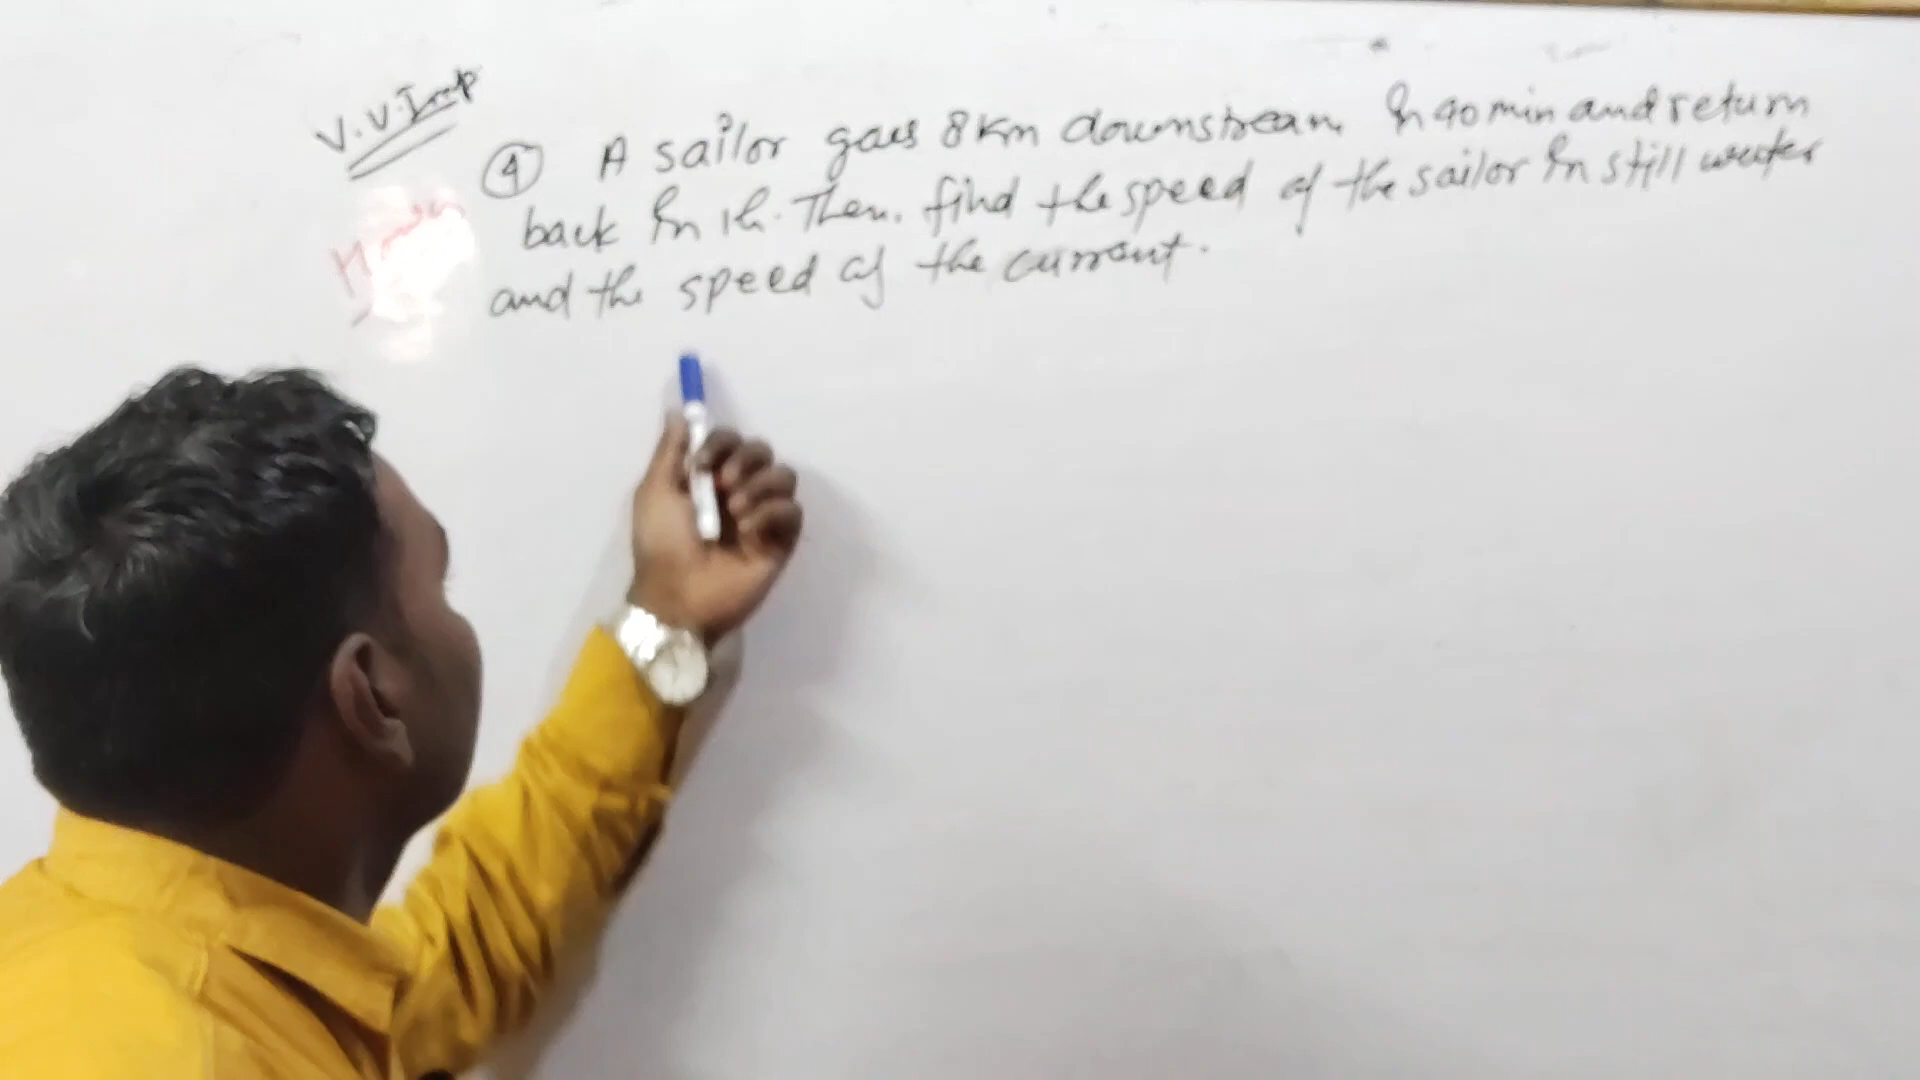 V.V.Imp
④ A sailor goes 8 Km downstream In 40 min and return
back In 1h. Then. find the speed of the sailor In still water
and the speed of the current.